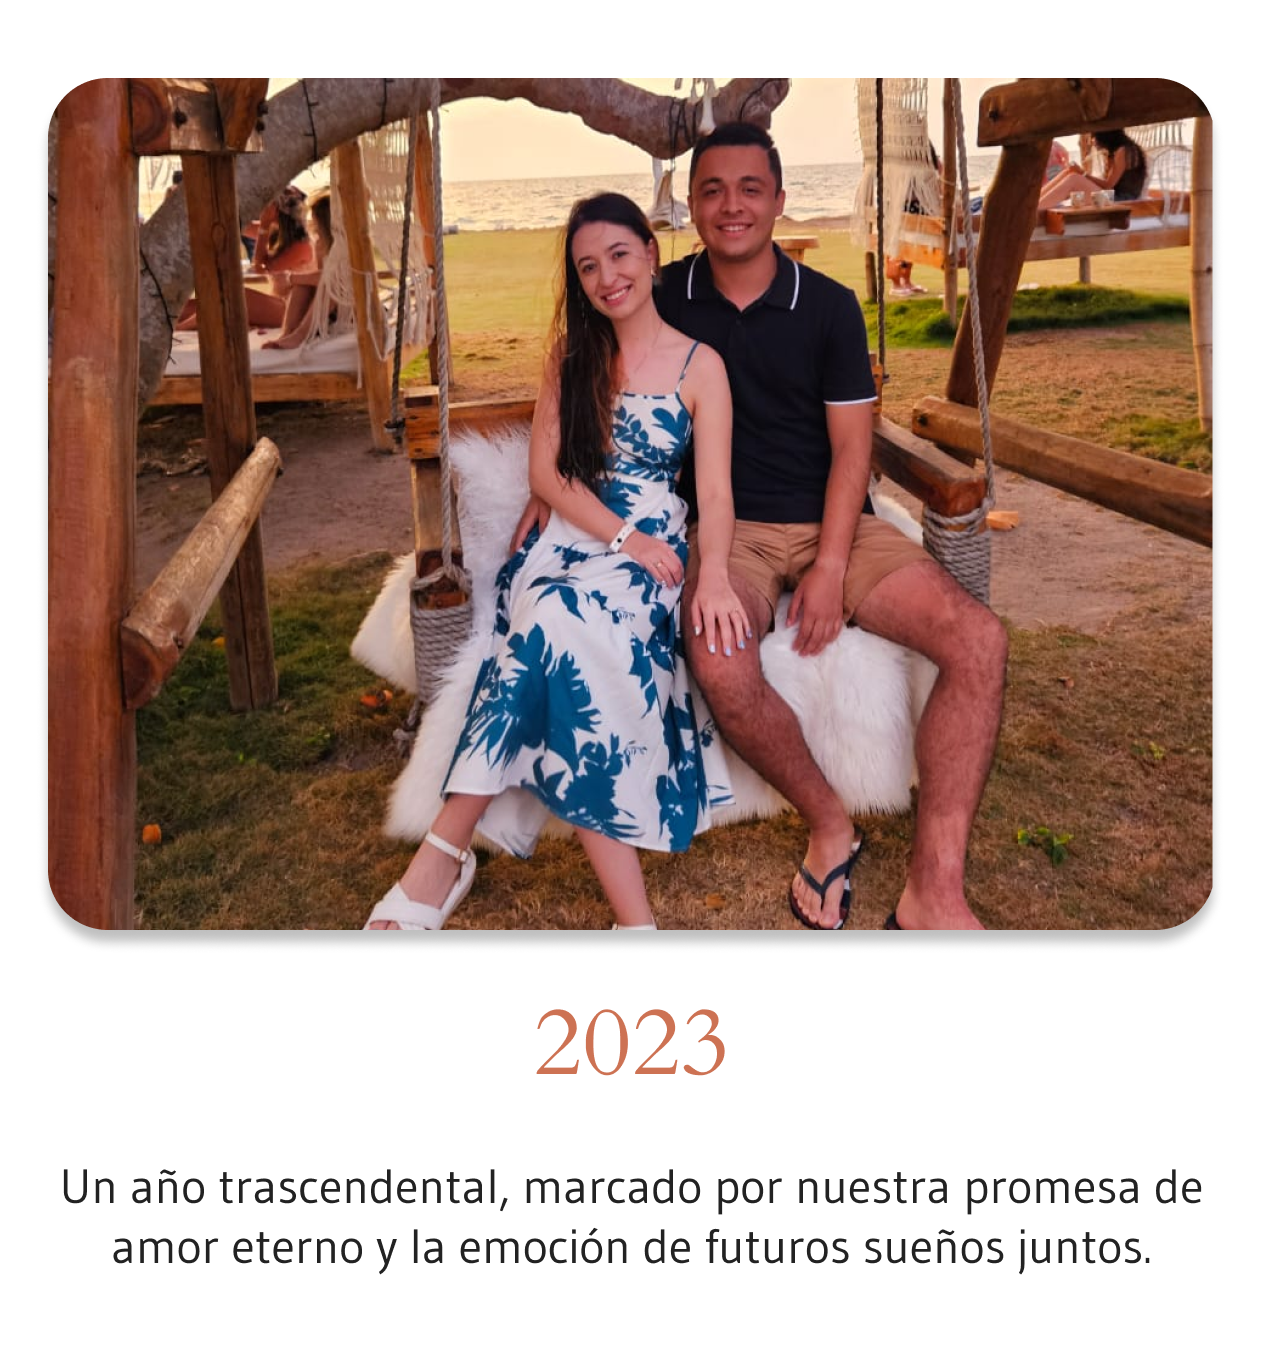 2023
Un año trascendental, marcado por nuestra promesa de
amor eterno y la emoción de futuros sueños juntos.